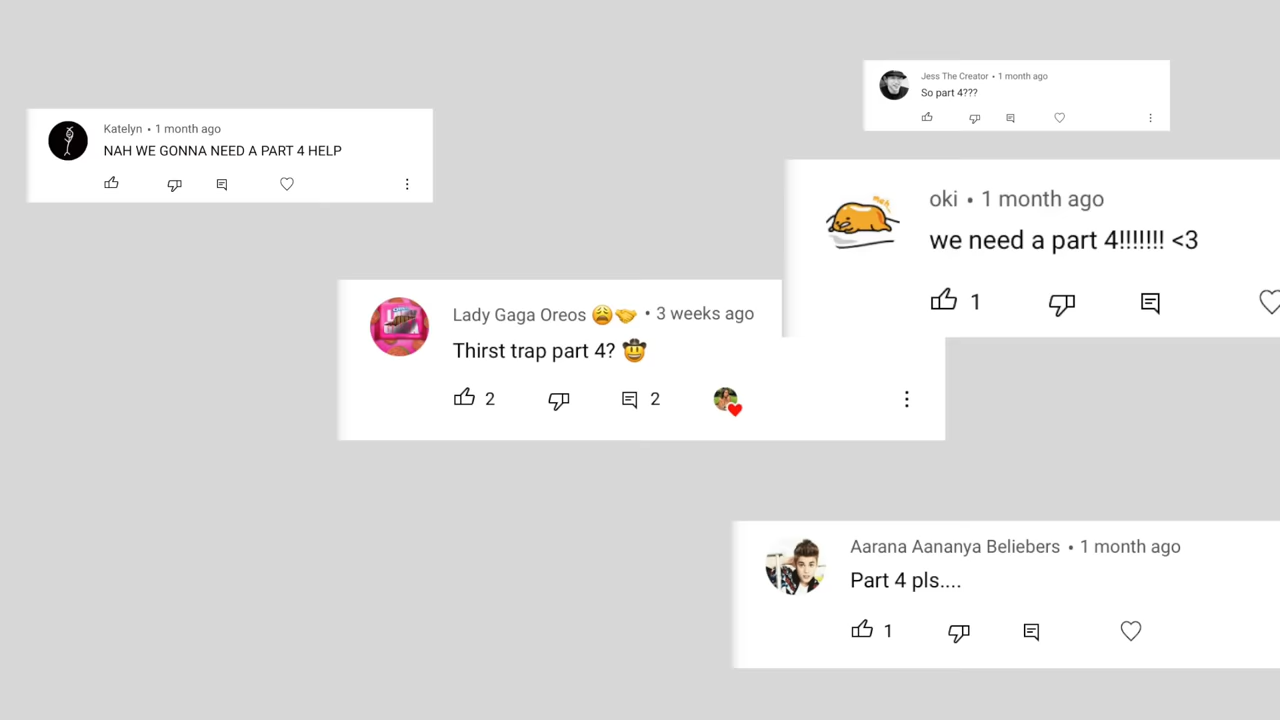 Jess The Creator • 1 month ago
So part 4???
Katelyn • 1 month ago
NAH WE GONNA NEED A PART 4 HELP
meh.
oki • 1 month ago
we need a part 4!!!!!!! <3
1
Lady Gaga Oreos 😩🤝 • 3 weeks ago
Thirst trap part 4? 🤠
2 2
Aarana Aananya Beliebers • 1 month ago
Part 4 pls....
1